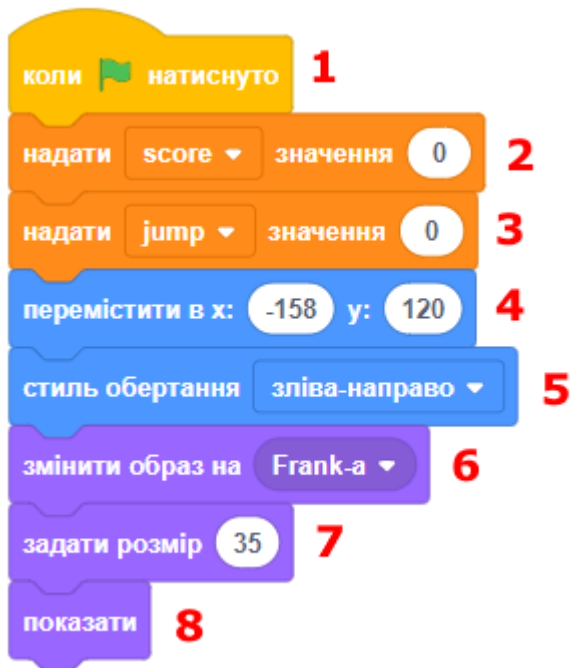 коли натиснуто 1
надати score значення 0 2
надати jump значення 0 3
перемістити в x: -158 y: 120 4
стиль обертання зліва-направо 5
змінити образ на Frank-a 6
задати розмір 35 7
показати 8